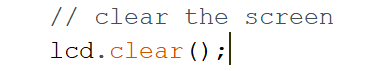 // clear the screen
lcd.clear();